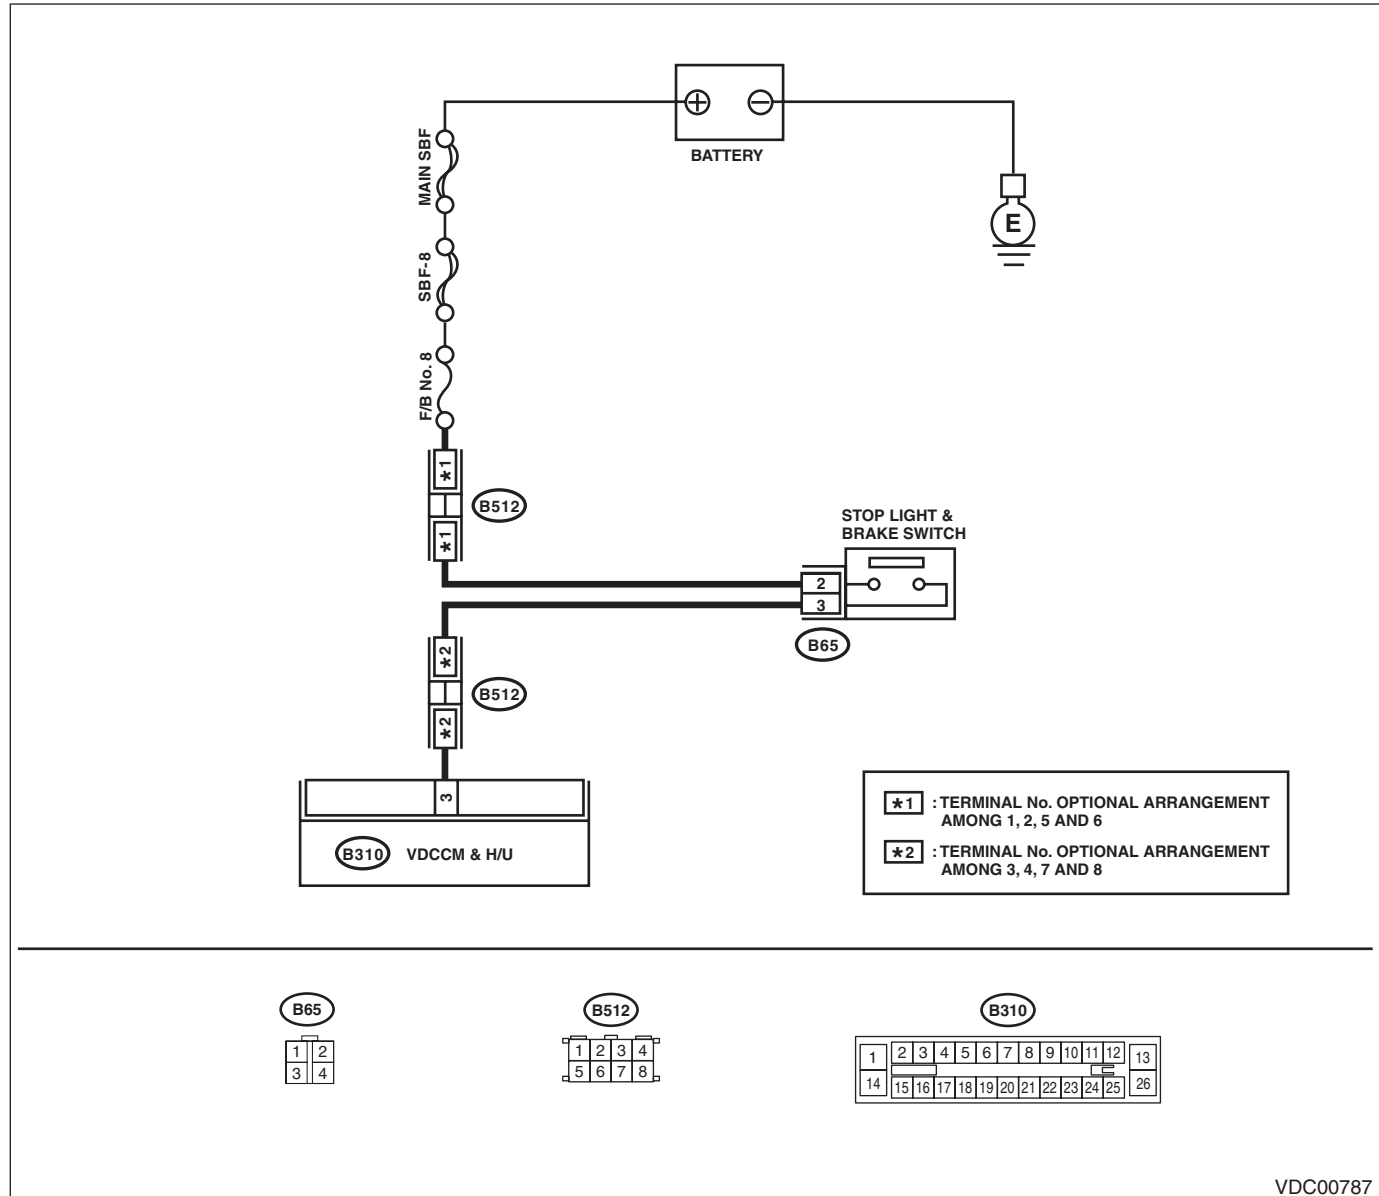 BATTERY
MAIN SBF
E
SBF-8
F/B No. 8
*1
B512
*1
STOP LIGHT &
BRAKE SWITCH
2
3
B65
*2
B512
*2
3
B310 VDCCM & H/U
*1 : TERMINAL No. OPTIONAL ARRANGEMENT
AMONG 1, 2, 5 AND 6
*2 : TERMINAL No. OPTIONAL ARRANGEMENT
AMONG 3, 4, 7 AND 8
B65
1 2
3 4
B512
1 2 3 4
5 6 7 8
B310
1 2 3 4 5 6 7 8 9 10 11 12 13
14 15 16 17 18 19 20 21 22 23 24 25 26
VDC00787